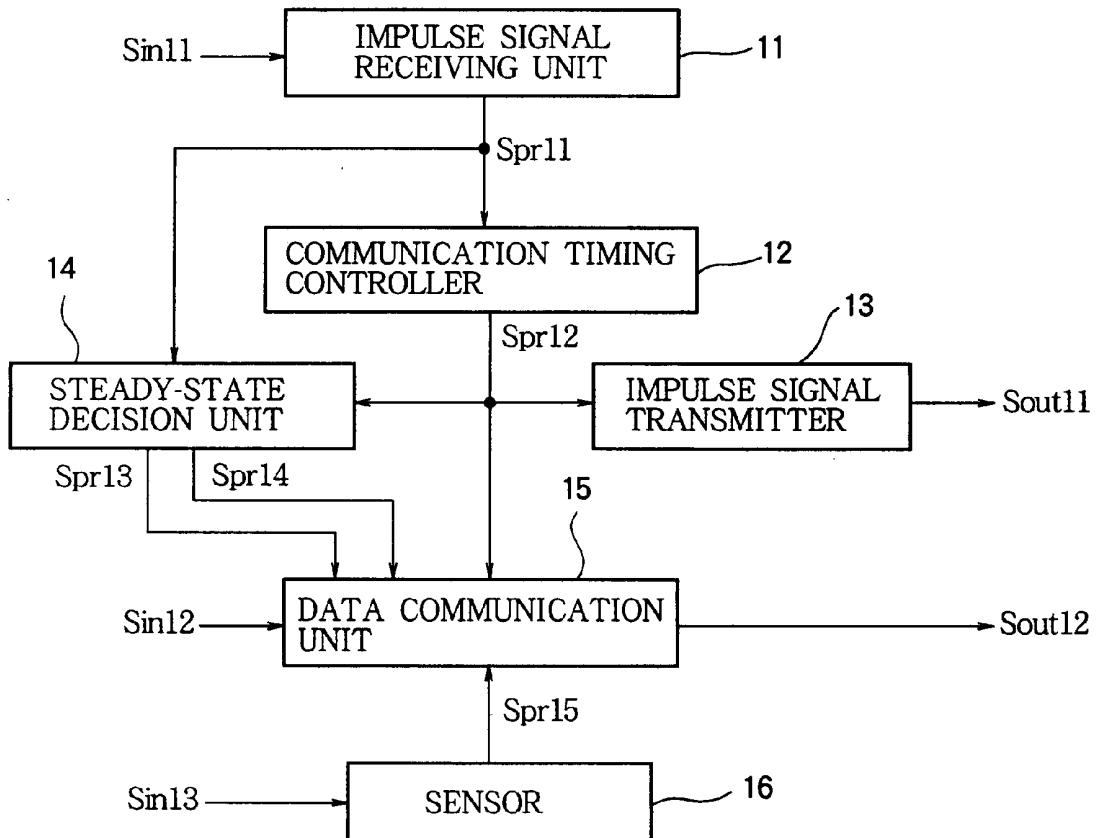 IMPULSE SIGNAL
RECEIVING UNIT
11
Sin11
Spr11
COMMUNICATION TIMING
CONTROLLER
12
14
Spr12
13
STEADY-STATE
DECISION UNIT
IMPULSE SIGNAL
TRANSMITTER
Sout11
Spr13
Spr14
15
Sin12
DATA COMMUNICATION
UNIT
Sout12
Spr15
Sin13
SENSOR
16